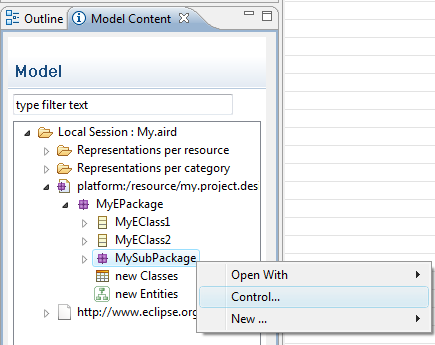 Outline
Model Content
Model
type filter text
Local Session : My.aird
Representations per resource
Representations per category
platform:/resource/my.project.des
MyEPackage
MyEClass1
MyEClass2
MySubPackage
Open With
new Classes
Control...
new Entities
New ...
http://www.eclipse.org